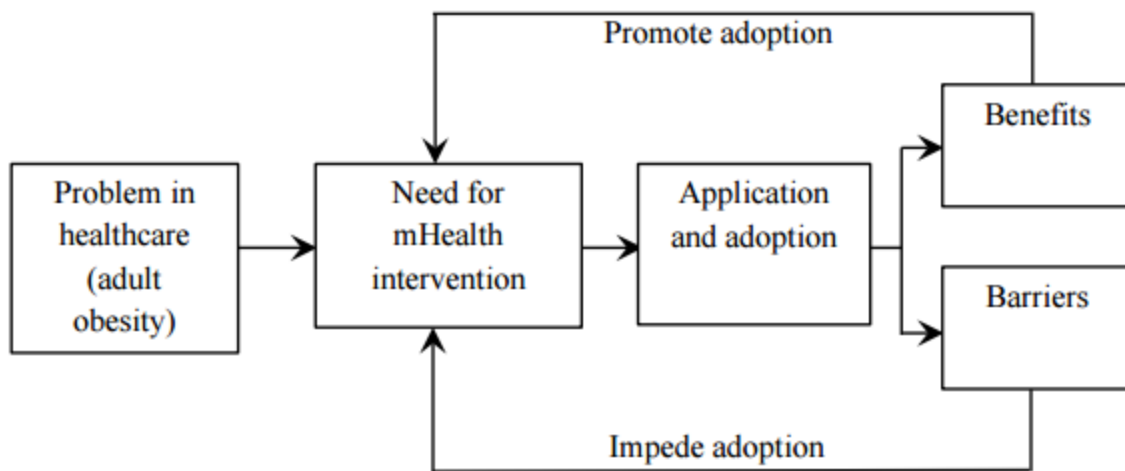 Promote adoption
Benefits
Problem in
healthcare
(adult
obesity)
Need for
mHealth
intervention
Application
and adoption
Barriers
Impede adoption